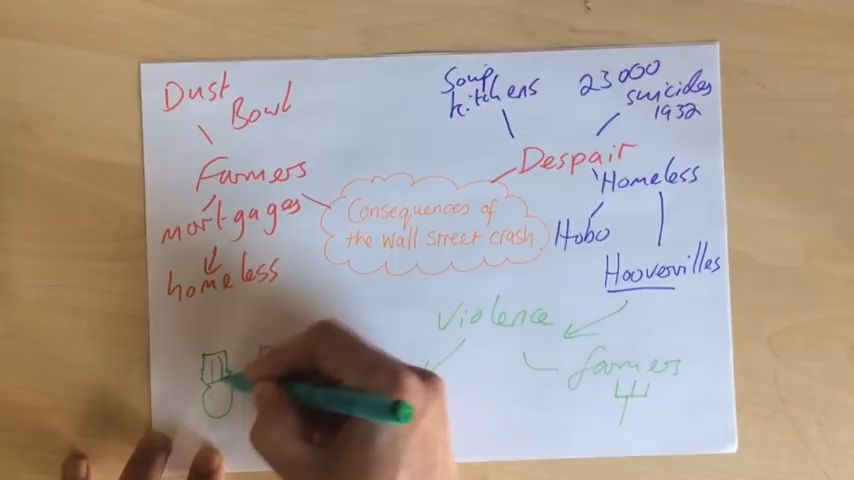 Dust
Bowl
Farmers
mortgages
homeless
Consequences of
the Wall Street crash
Soup
kitchens
23000
suicides
1932
Despair
Homeless
Hobo
Hoovervilles
Violence
farmers